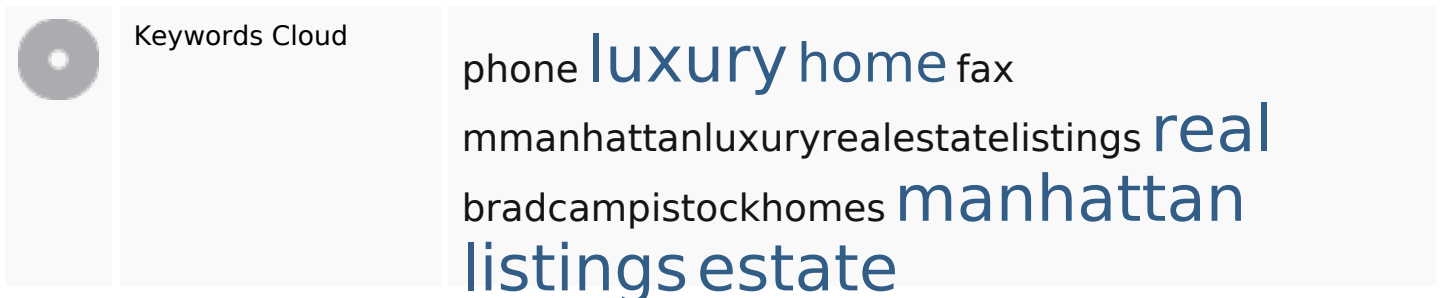 Keywords Cloud
phone luxury home fax
mmanhattanluxuryrealestatelistings real
bradcampistockhomes manhattan
listings estate